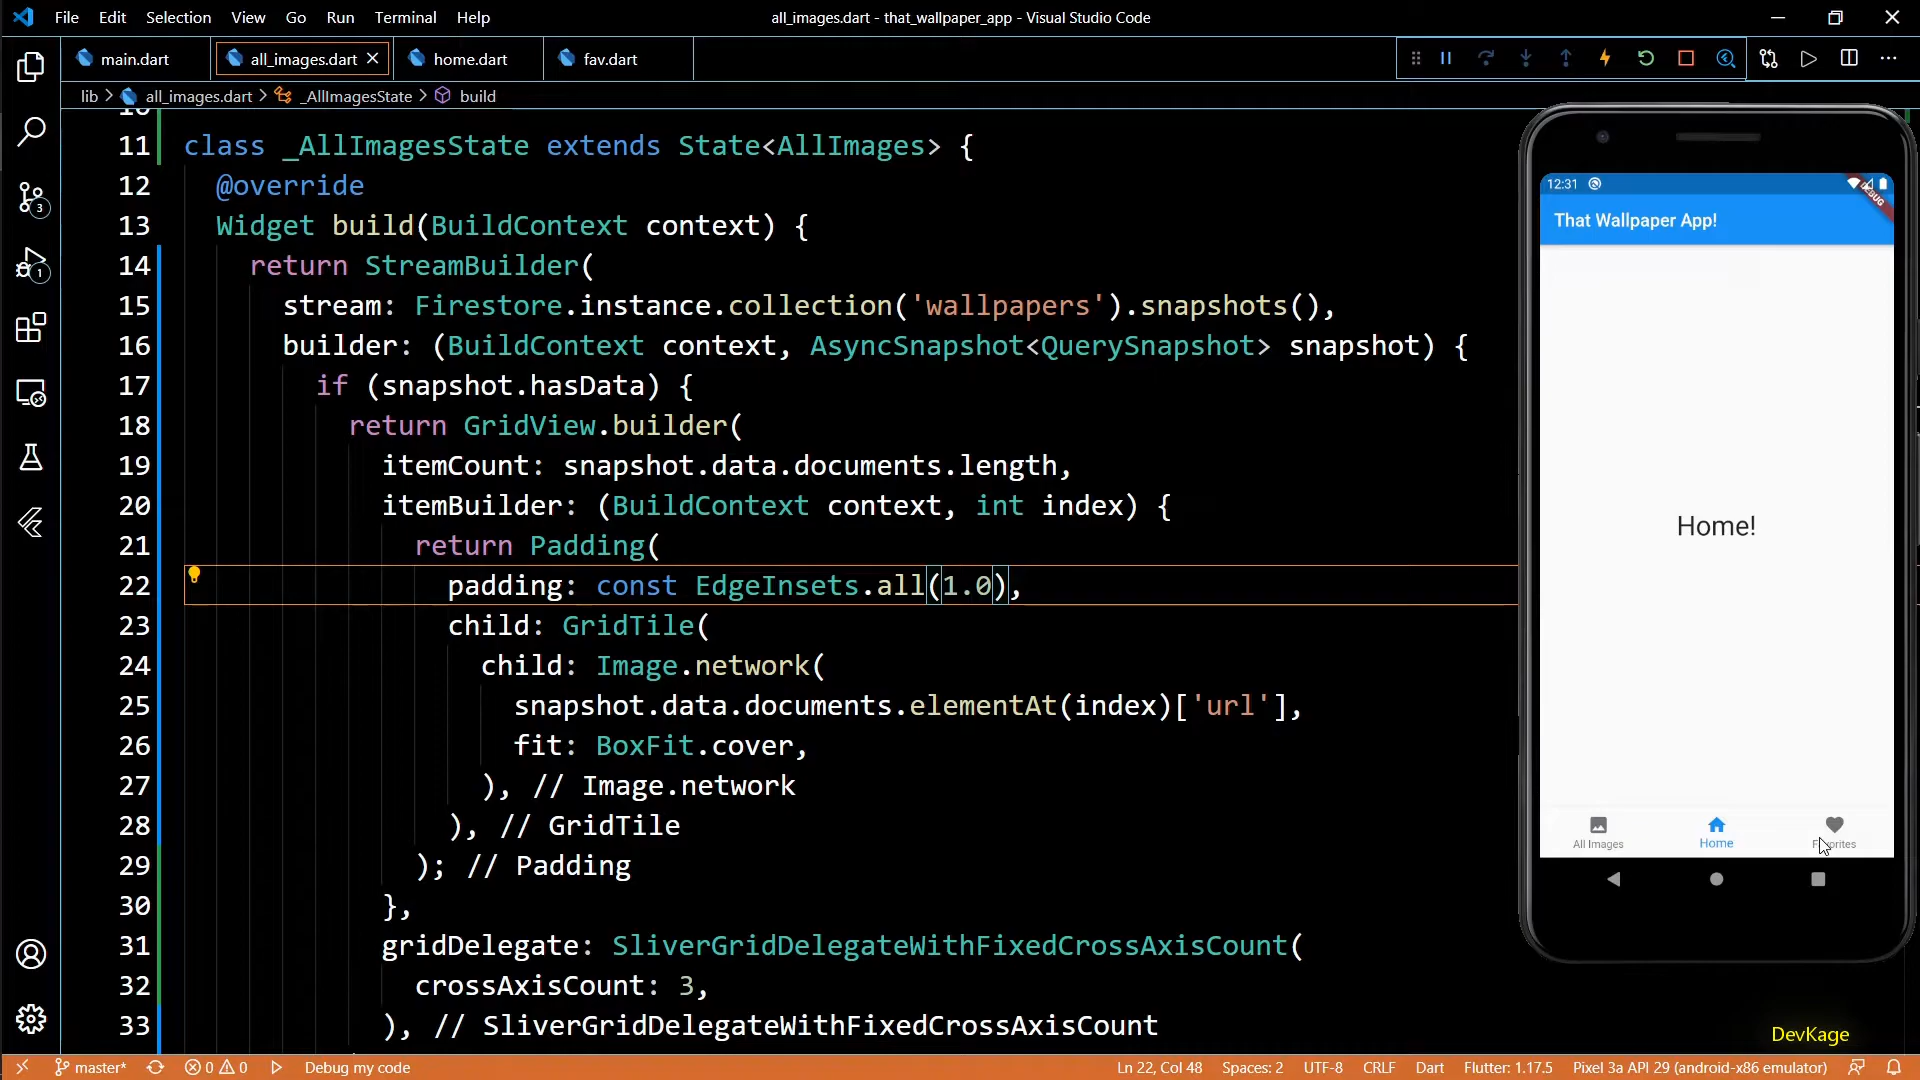 File Edit Selection View Go Run Terminal Help
all_images.dart - that_wallpaper_app - Visual Studio Code
main.dart
all_images.dart
home.dart
fav.dart
lib > all_images.dart > _AllImagesState > build
11 class _AllImagesState extends State<AllImages> {
12 @override
13 Widget build(BuildContext context) {
14 return StreamBuilder(
15 stream: Firestore.instance.collection('wallpapers').snapshots(),
16 builder: (BuildContext context, AsyncSnapshot<QuerySnapshot> snapshot) {
17 if (snapshot.hasData) {
18 return GridView.builder(
19 itemCount: snapshot.data.documents.length,
20 itemBuilder: (BuildContext context, int index) {
21 return Padding(
22 padding: const EdgeInsets.all(1.0),
23 child: GridTile(
24 child: Image.network(
25 snapshot.data.documents.elementAt(index)['url'],
26 fit: BoxFit.cover,
27 ), // Image.network
28 ), // GridTile
29 ); // Padding
30 },
31 gridDelegate: SliverGridDelegateWithFixedCrossAxisCount(
32 crossAxisCount: 3,
33 ), // SliverGridDelegateWithFixedCrossAxisCount
3
1
12:31
DEBUG
That Wallpaper App!
Home!
All Images
Home
Favorites
DevKage
master* 0 0 Debug my code
Ln 22, Col 48 Spaces: 2 UTF-8 CRLF Dart Flutter: 1.17.5 Pixel 3a API 29 (android-x86 emulator)